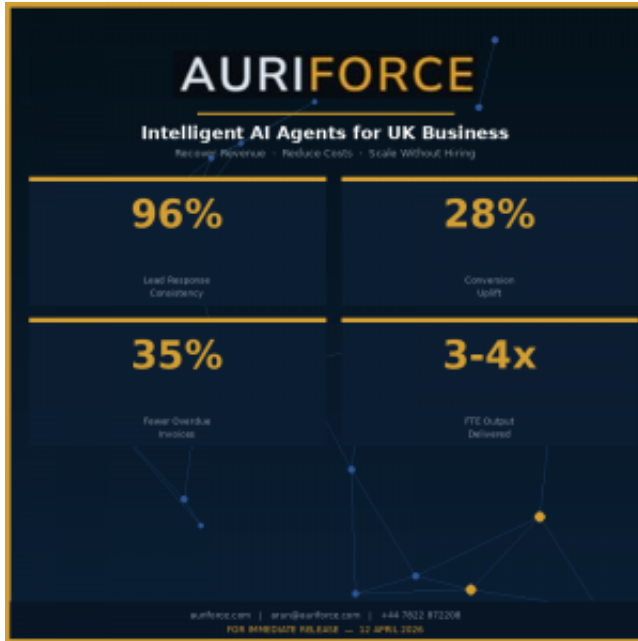 AURIFORCE
Intelligent AI Agents for UK Business
Recover Revenue · Reduce Costs · Scale Without Hiring
96%
28%
Lead Response
Consistency
Conversion
Uplift
35%
3-4x
Fewer Overdue
Invoices
FTE Output
Delivered
auriforce.com | arun@auriforce.com | +44 7822 872208
FOR IMMEDIATE RELEASE — 12 APRIL 2026